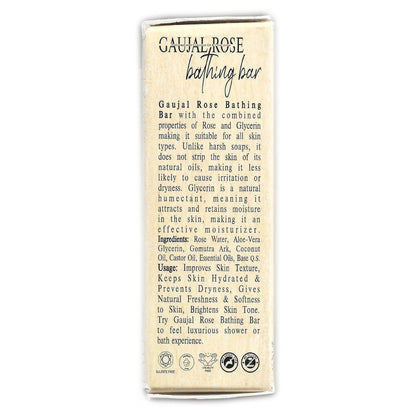 GAUJAL ROSE
bathing bar
Gaujal Rose Bathing
Bar with the combined
properties of Rose and Glycerin
making it suitable for all skin
types. Unlike harsh soaps, it
does not strip the skin of its
natural oils, making it less
likely to cause irritation or
dryness. Glycerin is a natural
humectant, meaning it
attracts and retains moisture
in the skin, making it an
effective moisturizer.
Ingredients: Rose Water, Aloe-Vera
Glycerin, Gomutra Ark, Coconut
Oil, Castor Oil, Essential Oils, Base Q.S.
Usage: Improves Skin Texture,
Keeps Skin Hydrated &
Prevents Dryness, Gives
Natural Freshness & Softness
to Skin, Brightens Skin Tone.
Try Gaujal Rose Bathing Bar
to feel luxurious shower or
bath experience.
SULFATE FREE